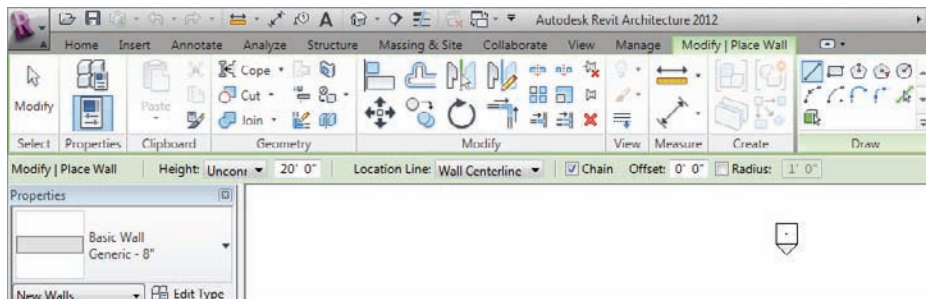 Autodesk Revit Architecture 2012
Home Insert Annotate Analyze Structure Massing & Site Collaborate View Manage Modify | Place Wall
Modify Paste Cope Cut Join
Select Properties Clipboard Geometry Modify View Measure Create Draw
Modify | Place Wall Height: Unconı 20' 0" Location Line: Wall Centerline Chain Offset: 0' 0" Radius: 1' 0"
Properties
Basic Wall
Generic - 8"
New Walls Edit Type